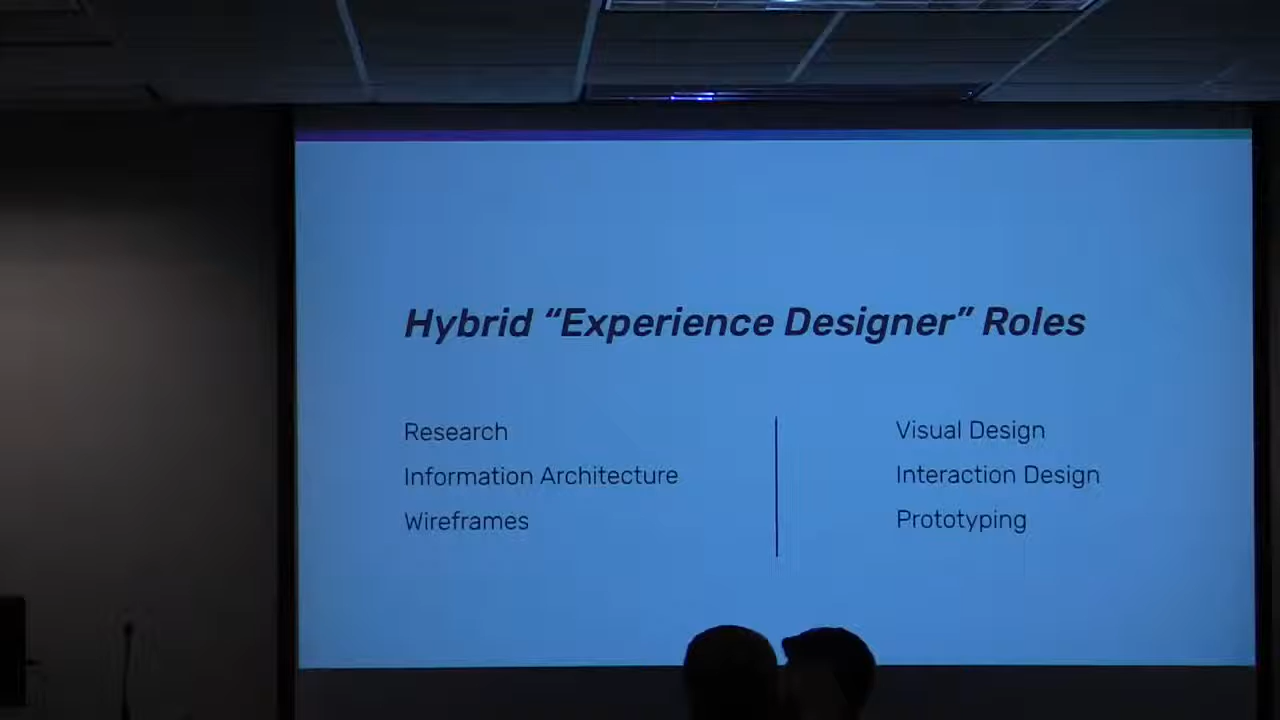 Hybrid “Experience Designer” Roles
Research
Information Architecture
Wireframes
Visual Design
Interaction Design
Prototyping